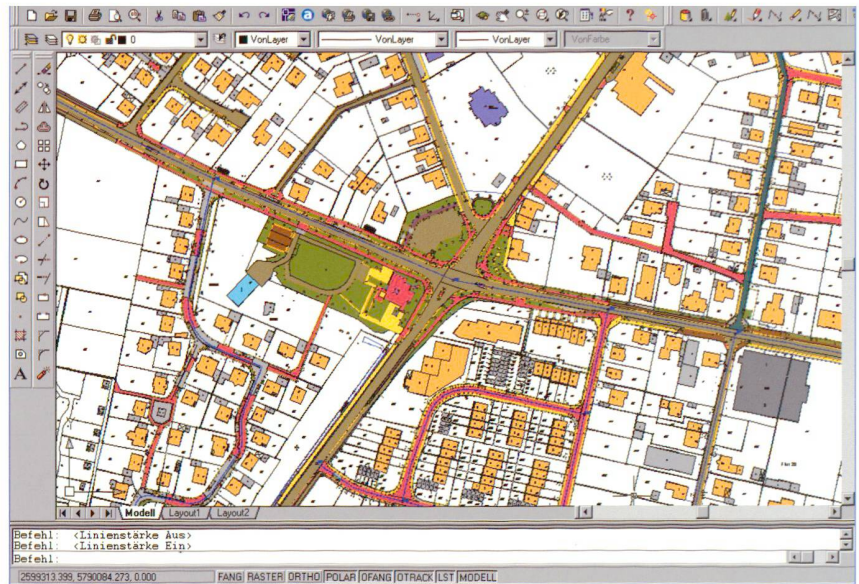 0 VonLayer VonLayer VonLayer VonFarbe
A
Modell Layout1 Layout2
Befehl: <Linienstärke Aus>
Befehl: <Linienstärke Ein>
Befehl:
2599313.399, 5790084.273, 0.000 FANG RASTER ORTHO POLAR OFANG OTRACK LST MODELL